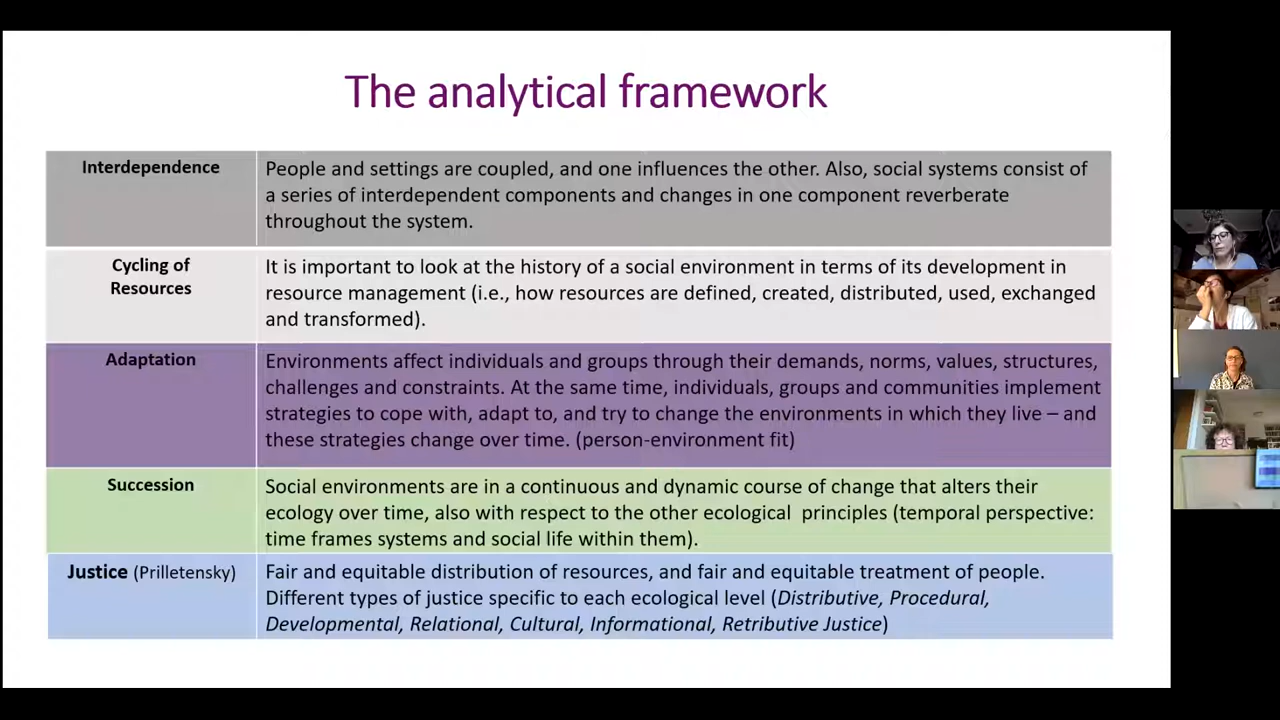 The analytical framework
Interdependence
People and settings are coupled, and one influences the other. Also, social systems consist of
a series of interdependent components and changes in one component reverberate
throughout the system.
Cycling of
Resources
It is important to look at the history of a social environment in terms of its development in
resource management (i.e., how resources are defined, created, distributed, used, exchanged
and transformed).
Adaptation
Environments affect individuals and groups through their demands, norms, values, structures,
challenges and constraints. At the same time, individuals, groups and communities implement
strategies to cope with, adapt to, and try to change the environments in which they live – and
these strategies change over time. (person-environment fit)
Succession
Social environments are in a continuous and dynamic course of change that alters their
ecology over time, also with respect to the other ecological principles (temporal perspective:
time frames systems and social life within them).
Justice (Prilletensky)
Fair and equitable distribution of resources, and fair and equitable treatment of people.
Different types of justice specific to each ecological level (Distributive, Procedural,
Developmental, Relational, Cultural, Informational, Retributive Justice)